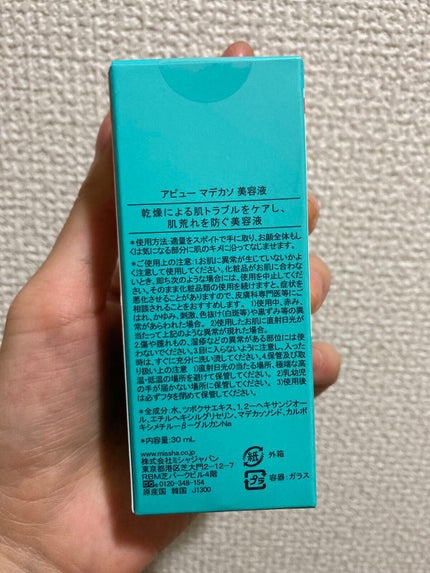 アピュー マデカソ 美容液
乾燥による肌トラブルをケアし、
肌荒れを防ぐ美容液
*使用方法:適量をスポイトで手に取り、お顔全体もし
くは気になる部分に肌のキメに沿ってなじませます。
*ご使用上の注意:1.お肌に異常が生じていないかよ
く注意して使用してください。化粧品がお肌に合わな
いとき、即ち次のような場合には、使用を中止してくだ
さい。そのまま化粧品類の使用を続けますと、症状を
悪化させることがありますので、皮膚科専門医等にご
相談されることをおすすめします。 1)使用中、赤み、
はれ、かゆみ、刺激、色抜け(白斑等)や黒ずみ等の異
常があらわれた場合。 2)使用したお肌に直射日光が
当たって上記のような異常が現れた場合。
2.傷や腫れもの、湿疹などの異常がある部位には使
わないでください。3.目に入らないように注意し、入った
時は、すぐに充分に洗い流してください。4.保管及び取
り扱い上の注意 1)直射日光の当たる場所、極端な高
温・低温の場所を避けて保管してください。2)乳幼児
の手が届かない場所に保管してください。3)使用後
は必ずフタを閉めて保管してください。
*全成分:水、ツボクサエキス、1,2－ヘキサンジオー
ル、エチルヘキシルグリセリン、マデカッソシド、カルボ
キシメチル－β－グルカンNa
*内容量:30mL
www.missha.co.jp
株式会社ミシャジャパン
東京都港区芝大門2－12－7
RBM芝パークビル4階
0120-348-154
原産国 韓国 J1300
紙 外箱
プラ 容器:ガラス